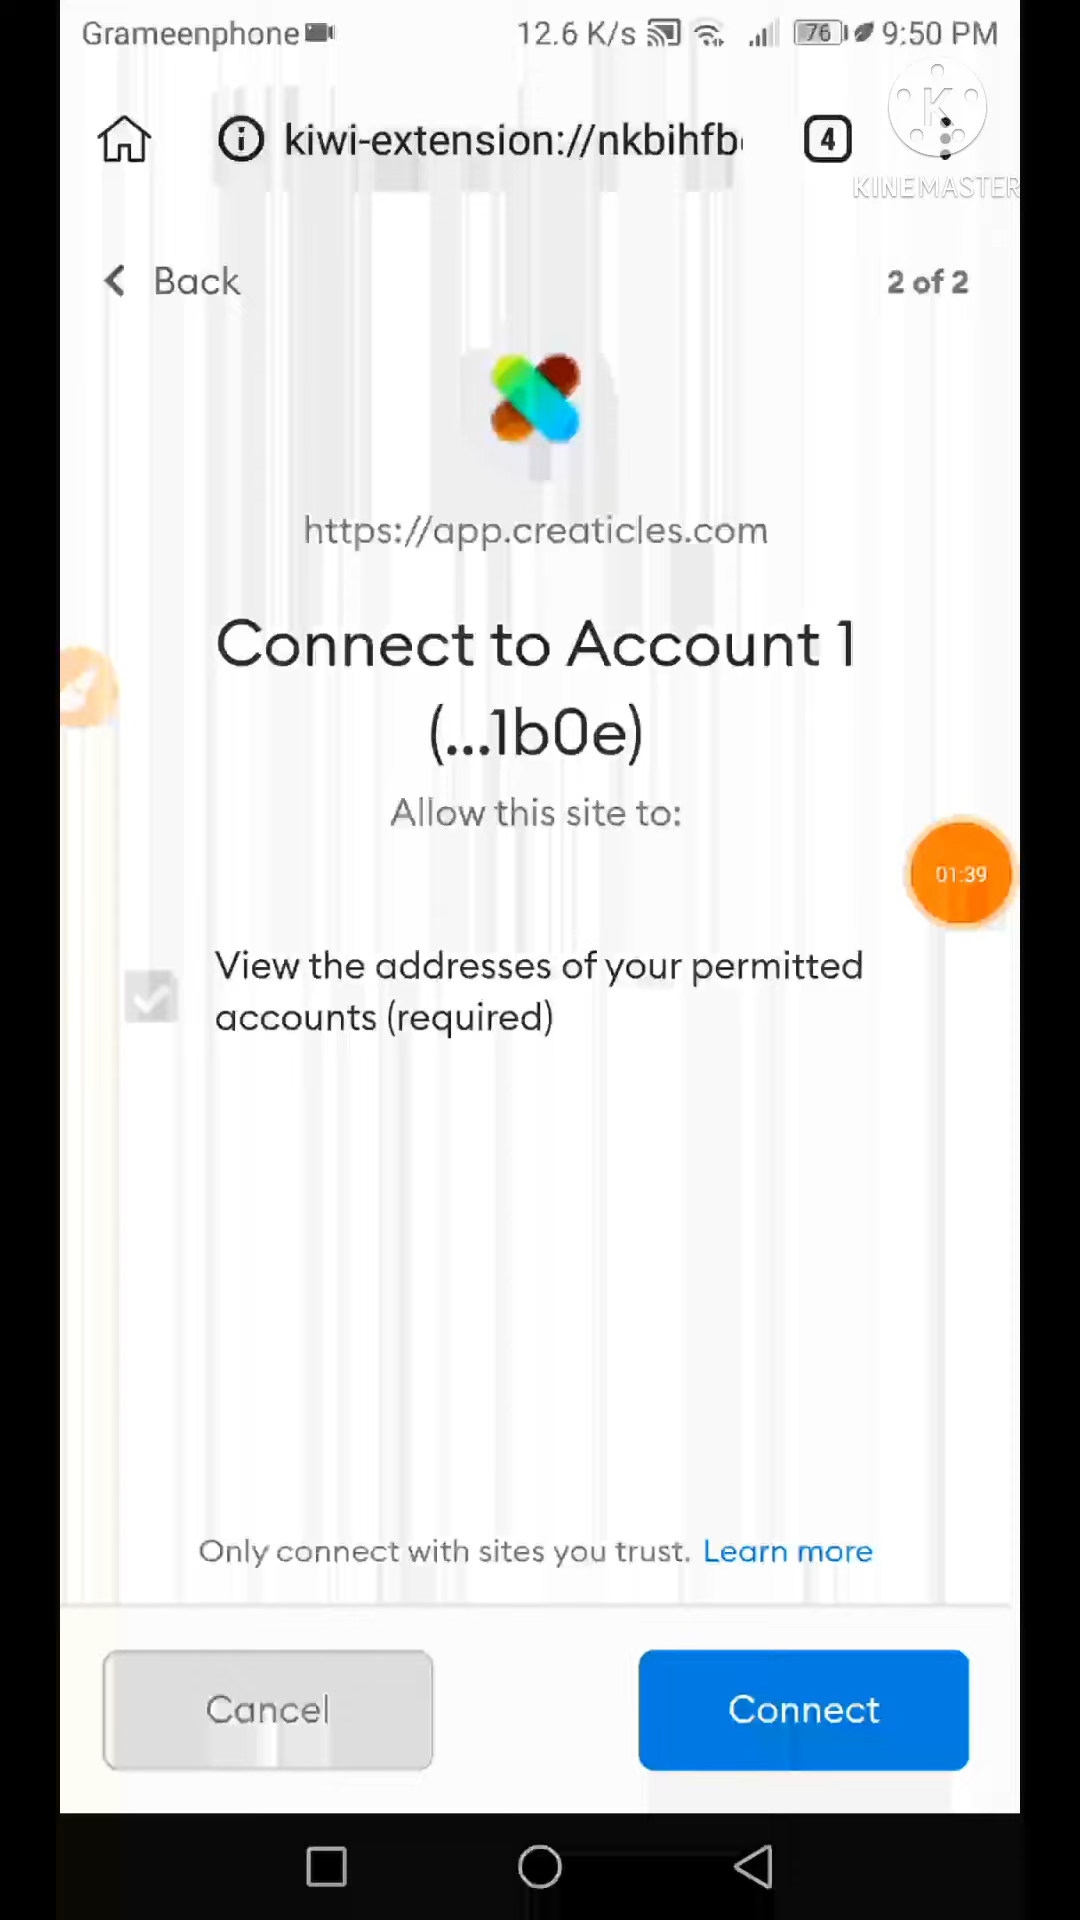 Grameenphone 12.6 K/s 76 9:50 PM
kiwi-extension://nkbihfb 4
K
KINEMASTER
Back 2 of 2
https://app.creaticles.com
Connect to Account 1
(...1b0e)
Allow this site to:
01:39
View the addresses of your permitted
accounts (required)
Only connect with sites you trust. Learn more
Cancel Connect